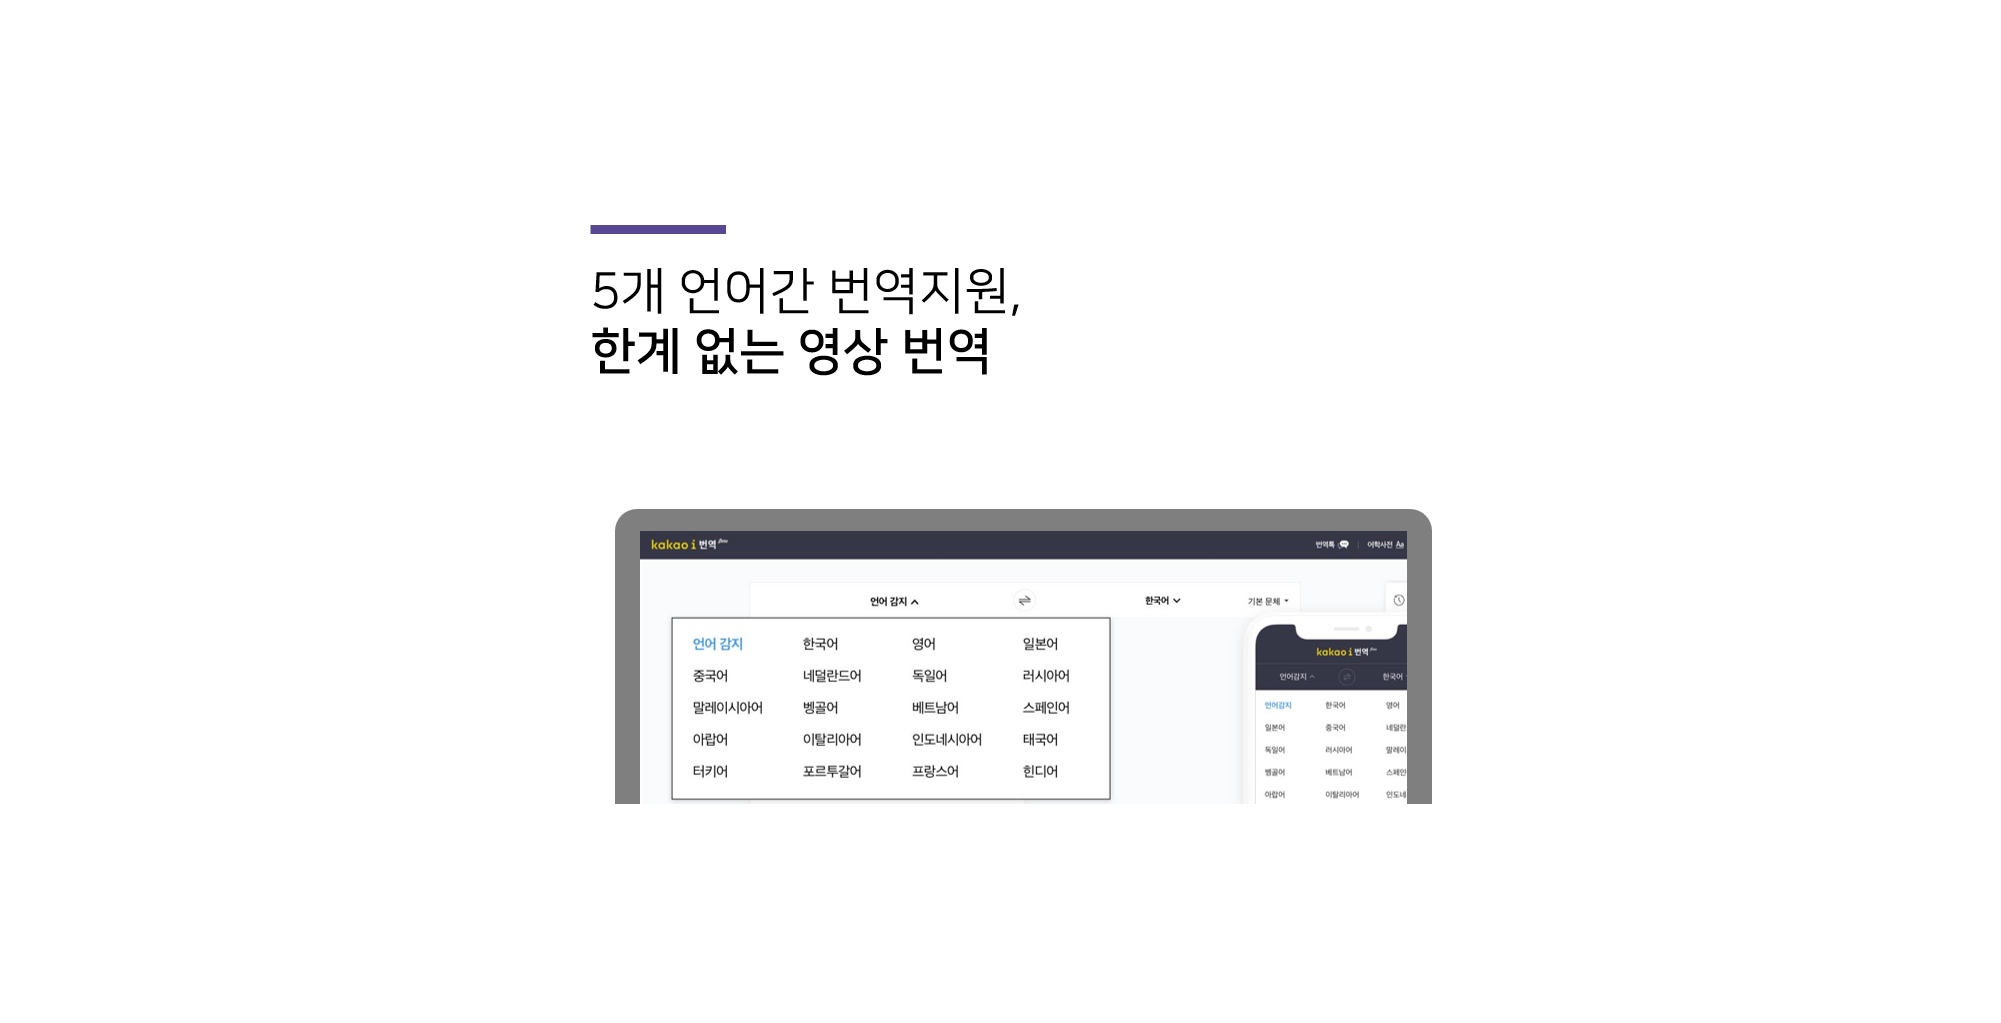 5개 언어간 번역지원,
한계 없는 영상 번역
kakao i 번역 Beta
번역톡 | 어학사전 Aa
언어 감지 한국어 기본 문체
언어 감지 한국어 영어 일본어
중국어 네덜란드어 독일어 러시아어
말레이시아어 벵골어 베트남어 스페인어
아랍어 이탈리아어 인도네시아어 태국어
터키어 포르투갈어 프랑스어 힌디어
kakao i 번역
언어감지 한국어
언어감지 한국어 영어
일본어 중국어 네덜란
독일어 러시아어 말레이
벵골어 베트남어 스페인
아랍어 이탈리아어 인도네